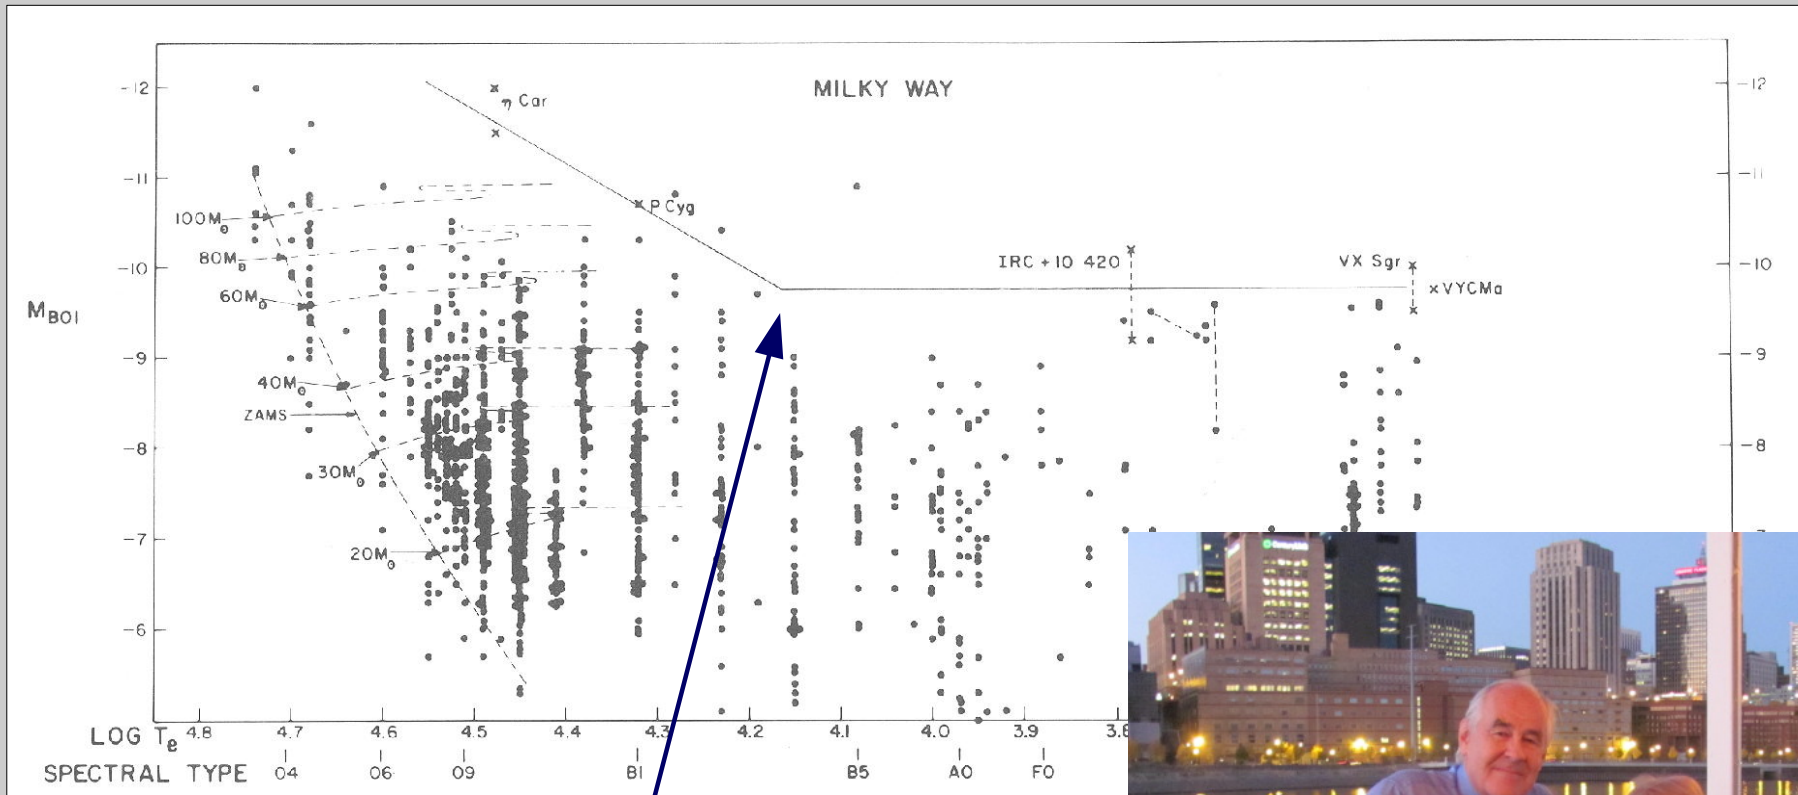 MILKY WAY
-12
-12
η Car
-11
-11
100M⊙
P Cyg
80M⊙
-10
IRC +10 420
VX Sgr
-10
60M⊙
× VYCMa
MBOl
-9
-9
40M⊙
ZAMS
-8
-8
30M⊙
-7
20M⊙
-6
LOG Te 4.8 4.7 4.6 4.5 4.4 4.3 4.2 4.1 4.0 3.9 3.8
SPECTRAL TYPE O4 O6 O9 B1 B5 A0 F0